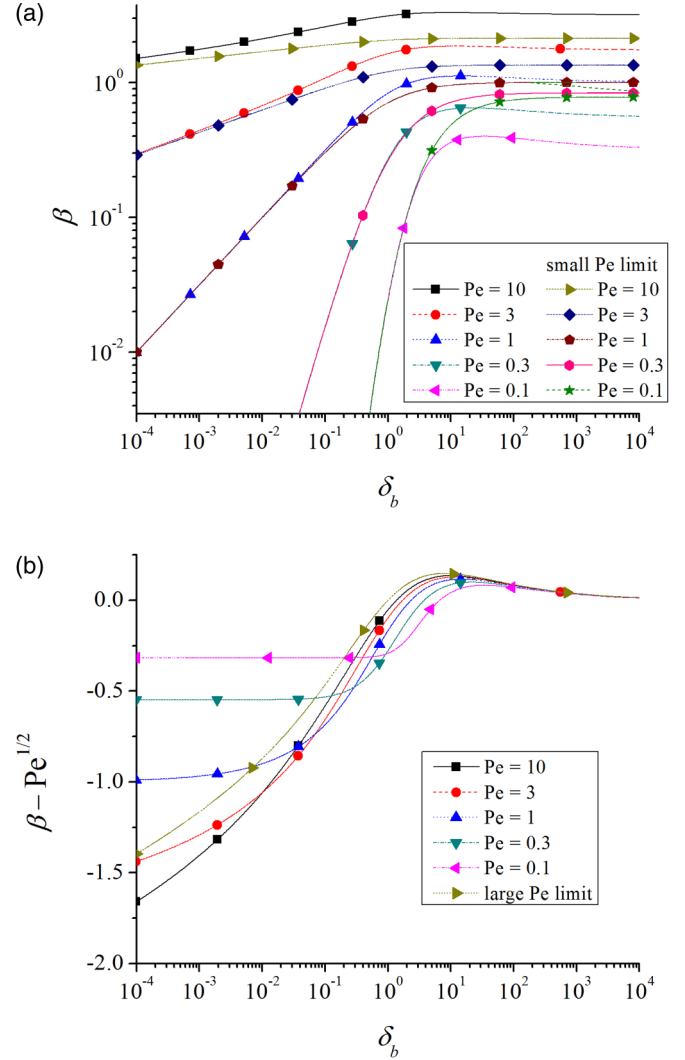 (a)
10^0
10^-1
10^-2
β
small Pe limit
Pe = 10 Pe = 10
Pe = 3 Pe = 3
Pe = 1 Pe = 1
Pe = 0.3 Pe = 0.3
Pe = 0.1 Pe = 0.1
10^-4 10^-3 10^-2 10^-1 10^0 10^1 10^2 10^3 10^4
δ_b
(b)
0.0
-0.5
-1.0
-1.5
-2.0
β − Pe^1/2
Pe = 10
Pe = 3
Pe = 1
Pe = 0.3
Pe = 0.1
large Pe limit
10^-4 10^-3 10^-2 10^-1 10^0 10^1 10^2 10^3 10^4
δ_b